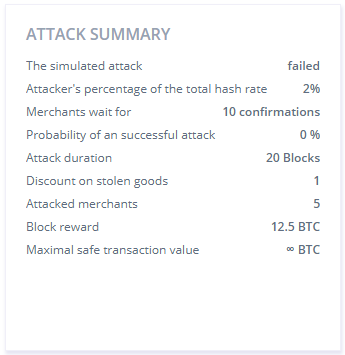 ATTACK SUMMARY
The simulated attack failed
Attacker's percentage of the total hash rate 2%
Merchants wait for 10 confirmations
Probability of an successful attack 0 %
Attack duration 20 Blocks
Discount on stolen goods 1
Attacked merchants 5
Block reward 12.5 BTC
Maximal safe transaction value ∞ BTC